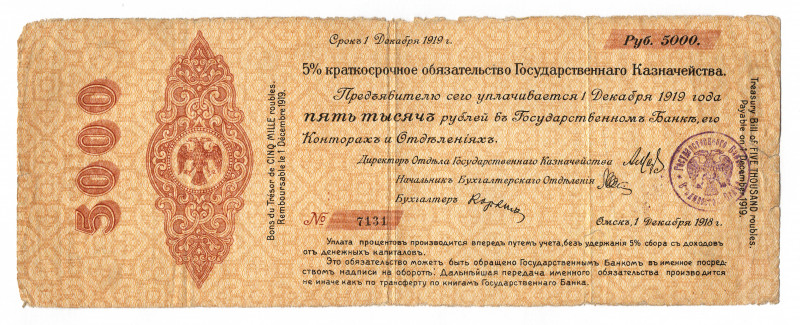 5000
Bons du Trésor de CINQ MILLE roubles.
Remboursable le 1 Décembre 1919.
Срокъ 1 Декабря 1919 г.
Руб. 5000.
5% краткосрочное обязательство Государственнаго Казначейства.
Предъявителю сего уплачивается 1 Декабря 1919 года
пять тысячъ рублей въ Государственномъ Банкѣ, его
Конторахъ и Отдѣленіяхъ.
Директоръ Отдѣла Государственнаго Казначейства
Начальникъ Бухгалтерскаго Отдѣленія
Бухгалтеръ
№ 7131
Омскъ, 1 Декабря 1918 г.
Уплата процентовъ производится впередъ путемъ учета, безъ удержанія 5% сбора съ доходовъ
отъ денежныхъ капиталовъ.
Это обязательство можетъ быть обращено Государственнымъ Банкомъ въ именное посред-
ствомъ надписи на оборотѣ. Дальнѣйшая передача именного обязательства производится
не иначе какъ по трансферту по книгамъ Государственнаго Банка.
Treasury Bill of FIVE THOUSAND roubles.
Payable on 1 December 1919.